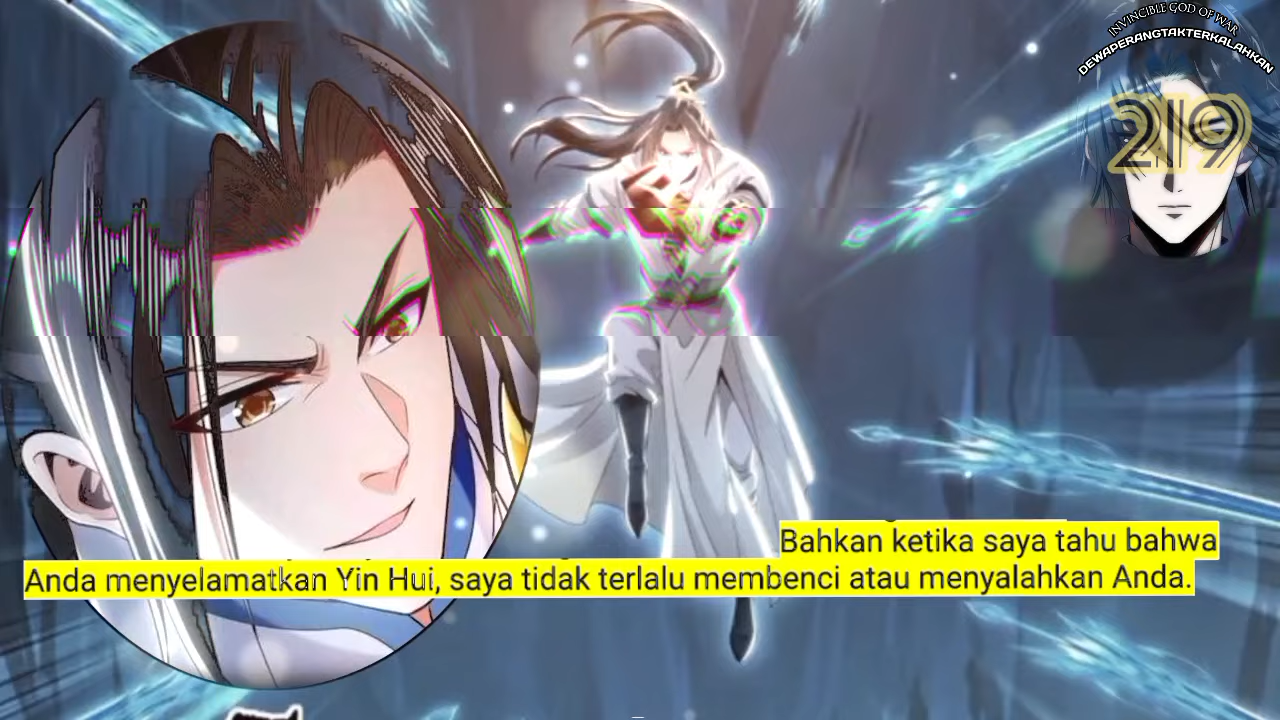 INVINCIBLE GOD OF WAR
DEWAPERANGTAKTERKALAHKAN
219
Bahkan ketika saya tahu bahwa
Anda menyelamatkan Yin Hui, saya tidak terlalu membenci atau menyalahkan Anda.